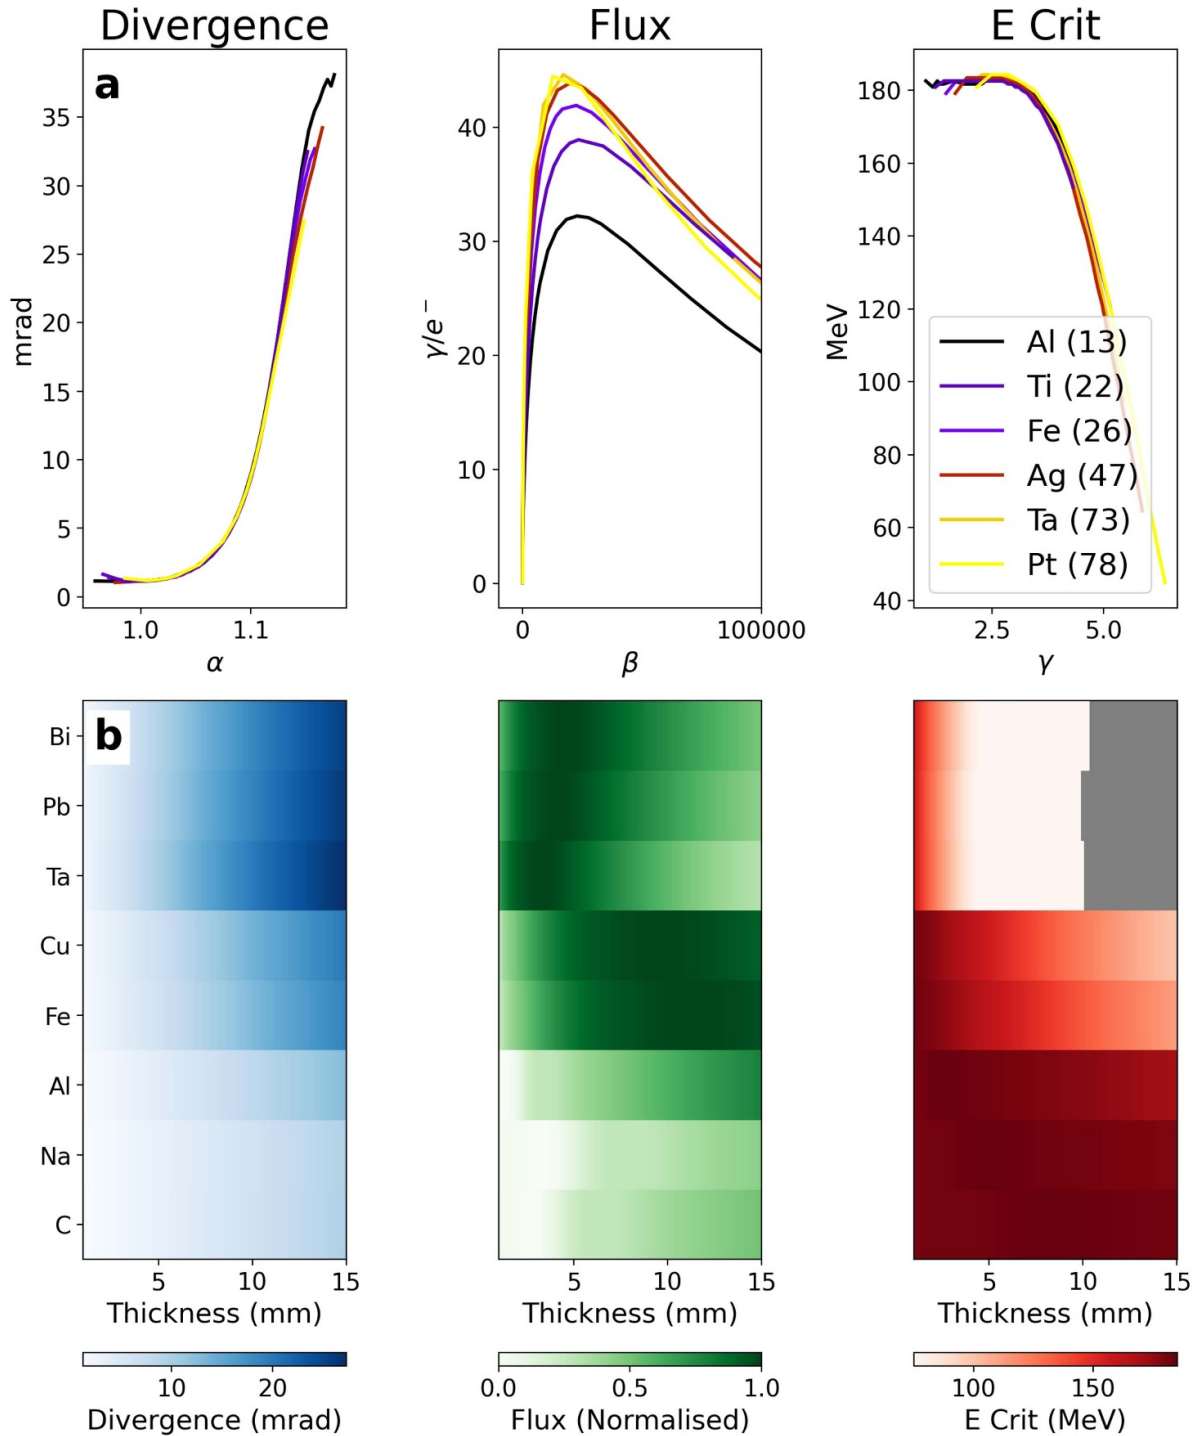 Divergence
Flux
E Crit
a
mrad
35
30
25
20
15
10
5
0
1.0
1.1
α
γ/e⁻
40
30
20
10
0
0
100000
β
MeV
180
160
140
120
100
80
60
40
2.5
5.0
γ
Al (13)
Ti (22)
Fe (26)
Ag (47)
Ta (73)
Pt (78)
b
Bi
Pb
Ta
Cu
Fe
Al
Na
C
5
10
15
Thickness (mm)
5
10
15
Thickness (mm)
5
10
15
Thickness (mm)
10
20
Divergence (mrad)
0.0
0.5
1.0
Flux (Normalised)
100
150
E Crit (MeV)